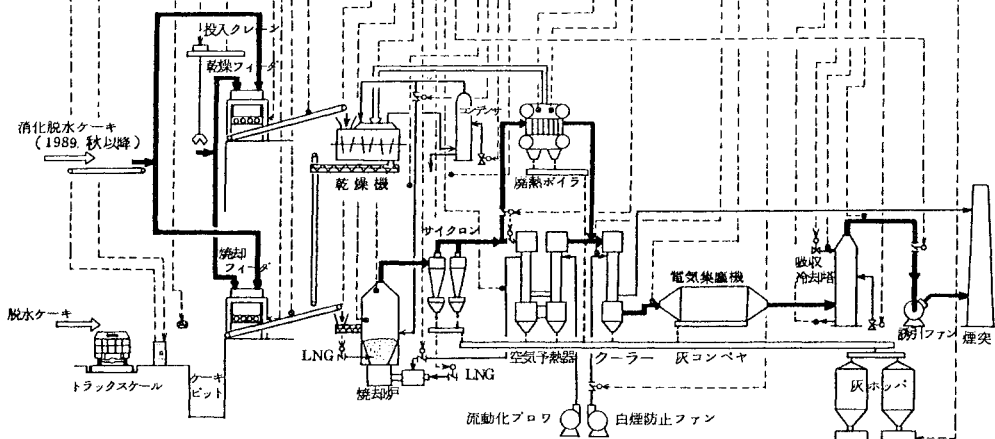 投入クレーン
乾燥フィーダ
消化脱水ケーキ
(1989. 秋以降)
コンデンサ
乾燥機
廃熱ボイラ
サイクロン
焼却
フィーダ
電気集塵機
吸収
冷却塔
脱水ケーキ
LNG
空気予熱器
クーラー
灰コンベヤ
誘引ファン
煙突
トラックスケール
ケーキ
ピット
焼却炉
LNG
灰ホッパ
流動化ブロワ
白煙防止ファン